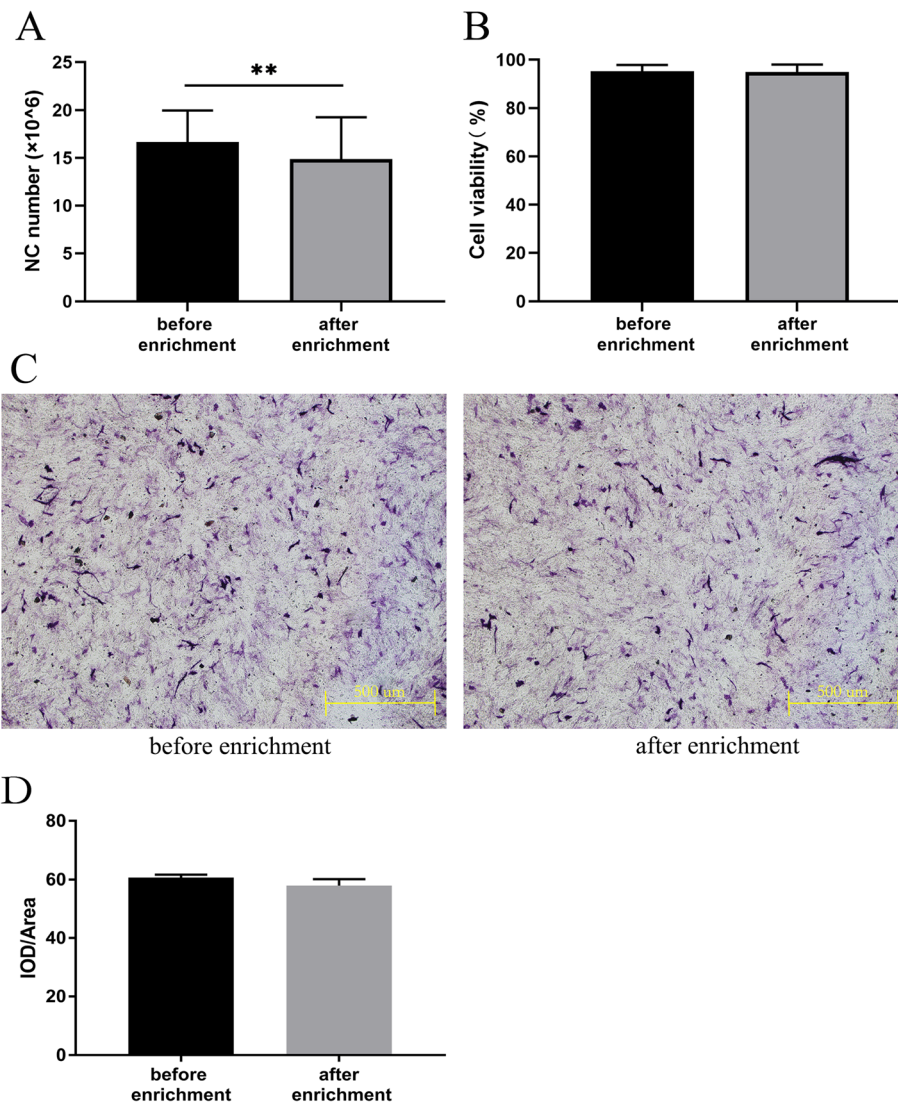 A
NC number (×10^6)
25
20
15
10
5
0
**
before enrichment
after enrichment
B
Cell viability（ %)
100
80
60
40
20
0
before enrichment
after enrichment
C
500 um
500 um
before enrichment
after enrichment
D
IOD/Area
80
60
40
20
0
before enrichment
after enrichment